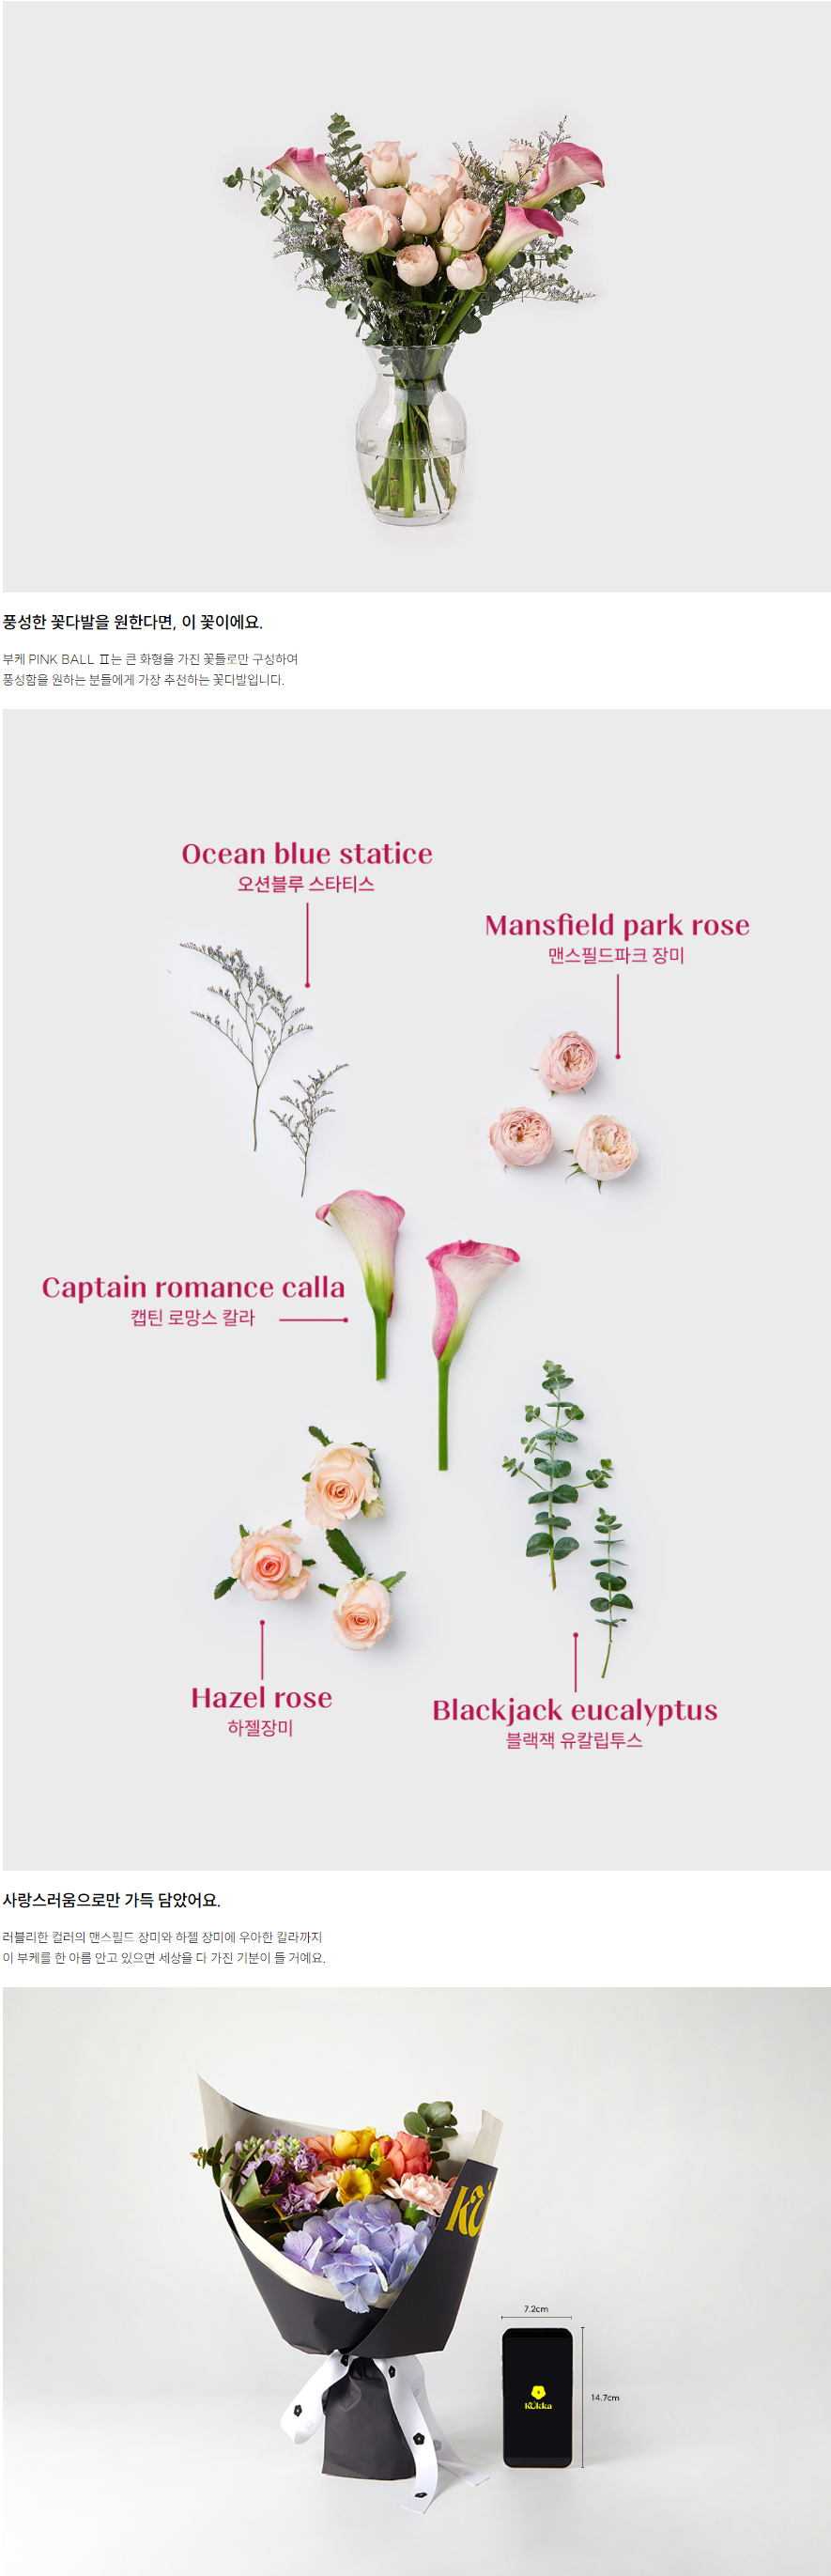 풍성한 꽃다발을 원한다면, 이 꽃이에요.
부케 PINK BALL Ⅱ는 큰 화형을 가진 꽃들로만 구성하여
풍성함을 원하는 분들에게 가장 추천하는 꽃다발입니다.
Ocean blue statice
오션블루 스타티스
Mansfield park rose
맨스필드파크 장미
Captain romance calla
캡틴 로망스 칼라
Hazel rose
하젤장미
Blackjack eucalyptus
블랙잭 유칼립투스
사랑스러움으로만 가득 담았어요.
러블리한 컬러의 맨스필드 장미와 하젤 장미에 우아한 칼라까지
이 부케를 한 아름 안고 있으면 세상을 다 가진 기분이 들 거예요.
7.2cm
14.7cm
kukka